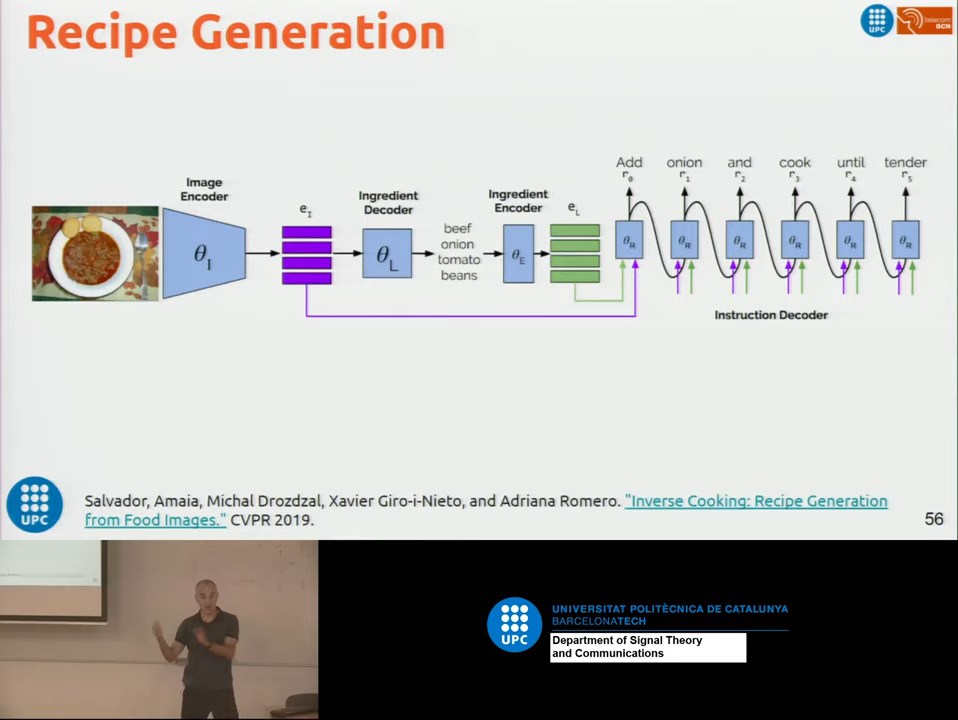 Recipe Generation
UPC
telecom
BCN
Image
Encoder
θI
eI
Ingredient
Decoder
θL
beef
onion
tomato
beans
Ingredient
Encoder
θE
eL
Add onion and cook until tender
r0 r1 r2 r3 r4 r5
θR θR θR θR θR θR
Instruction Decoder
UPC
Salvador, Amaia, Michal Drozdzal, Xavier Giro-i-Nieto, and Adriana Romero. "Inverse Cooking: Recipe Generation
from Food Images." CVPR 2019.
56
UPC
UNIVERSITAT POLITÈCNICA DE CATALUNYA
BARCELONATECH
Department of Signal Theory
and Communications